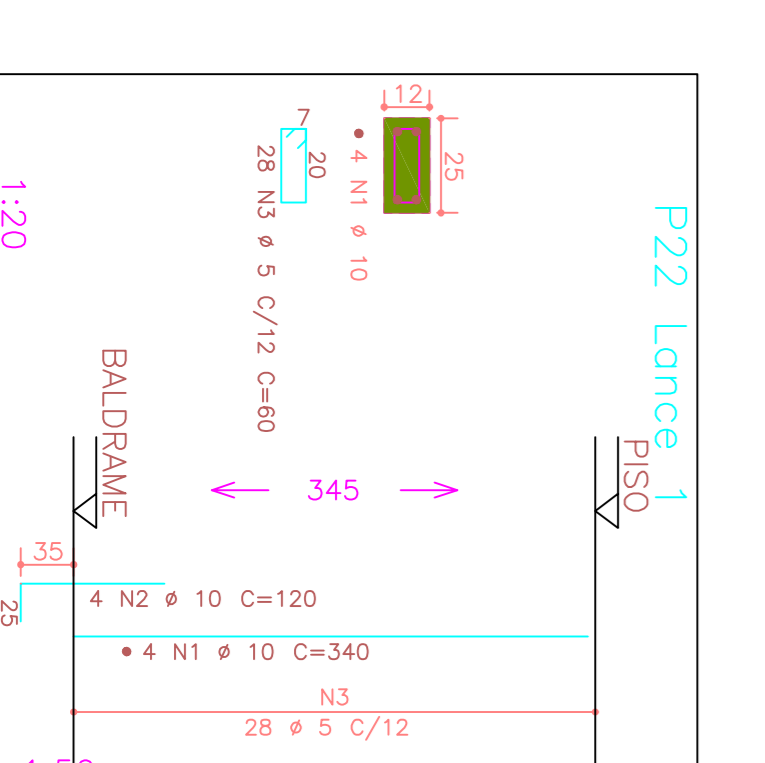 P22 Lance 1
12
25
4 N1 ø 10
7
20
28 N3 ø 5 C/12 C=60
1:20
PISO
BALDRAME
345
35
25
4 N2 ø 10 C=120
4 N1 ø 10 C=340
N3
28 ø 5 C/12